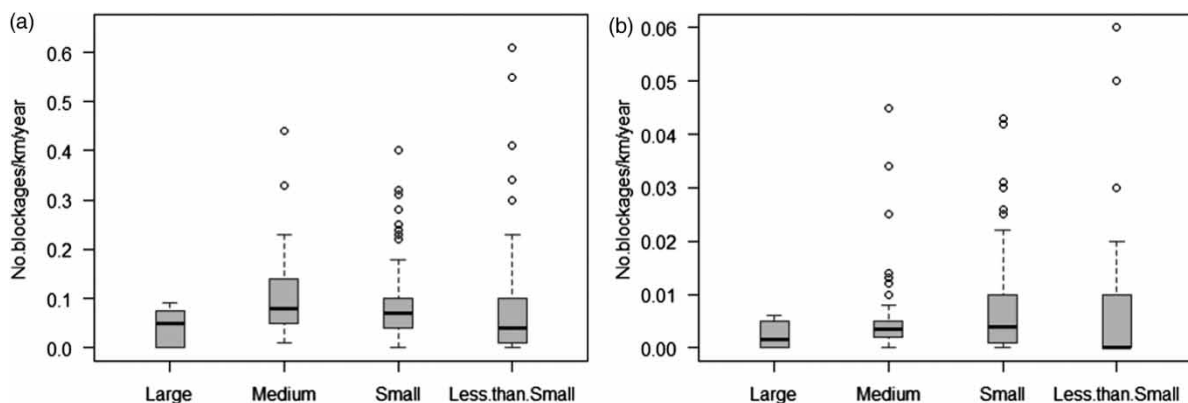 (a)
No.blockages/km/year
0.6
0.5
0.4
0.3
0.2
0.1
0.0
Large Medium Small Less.than.Small
(b)
No.blockages/km/year
0.06
0.05
0.04
0.03
0.02
0.01
0.00
Large Medium Small Less.than.Small